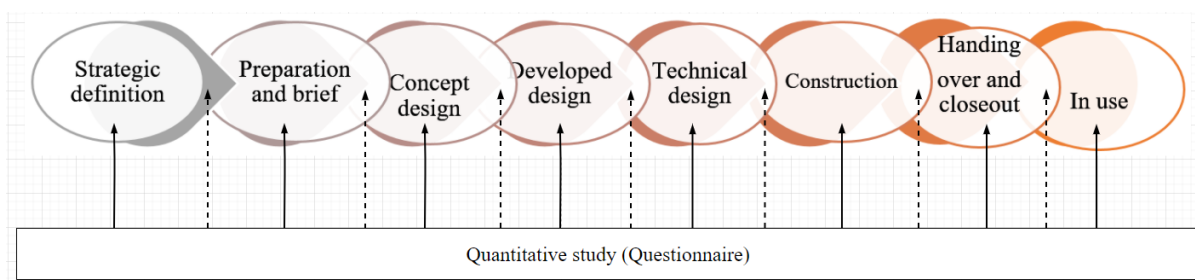 Strategic
definition
Preparation
and brief
Concept
design
Developed
design
Technical
design
Construction
Handing
over and
closeout
In use
Quantitative study (Questionnaire)